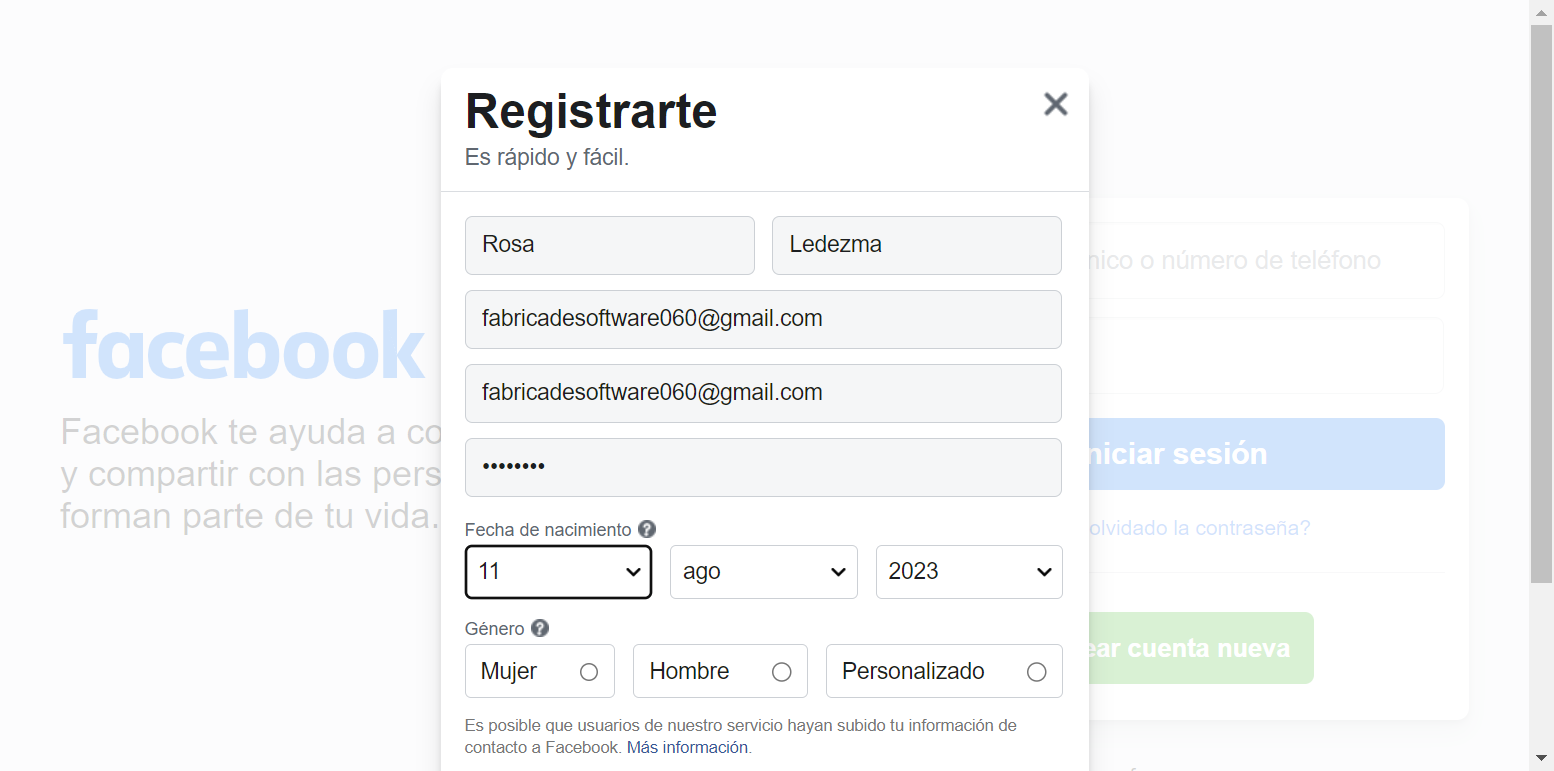 Registrarte
Es rápido y fácil.
Rosa
Ledezma
fabricadesoftware060@gmail.com
fabricadesoftware060@gmail.com
••••••••
Fecha de nacimiento ?
11
ago
2023
Género ?
Mujer
Hombre
Personalizado
Es posible que usuarios de nuestro servicio hayan subido tu información de
contacto a Facebook. Más información.
facebook
Facebook te ayuda a co
y compartir con las pers
forman parte de tu vida.
nico o número de teléfono
niciar sesión
olvidado la contraseña?
ear cuenta nueva